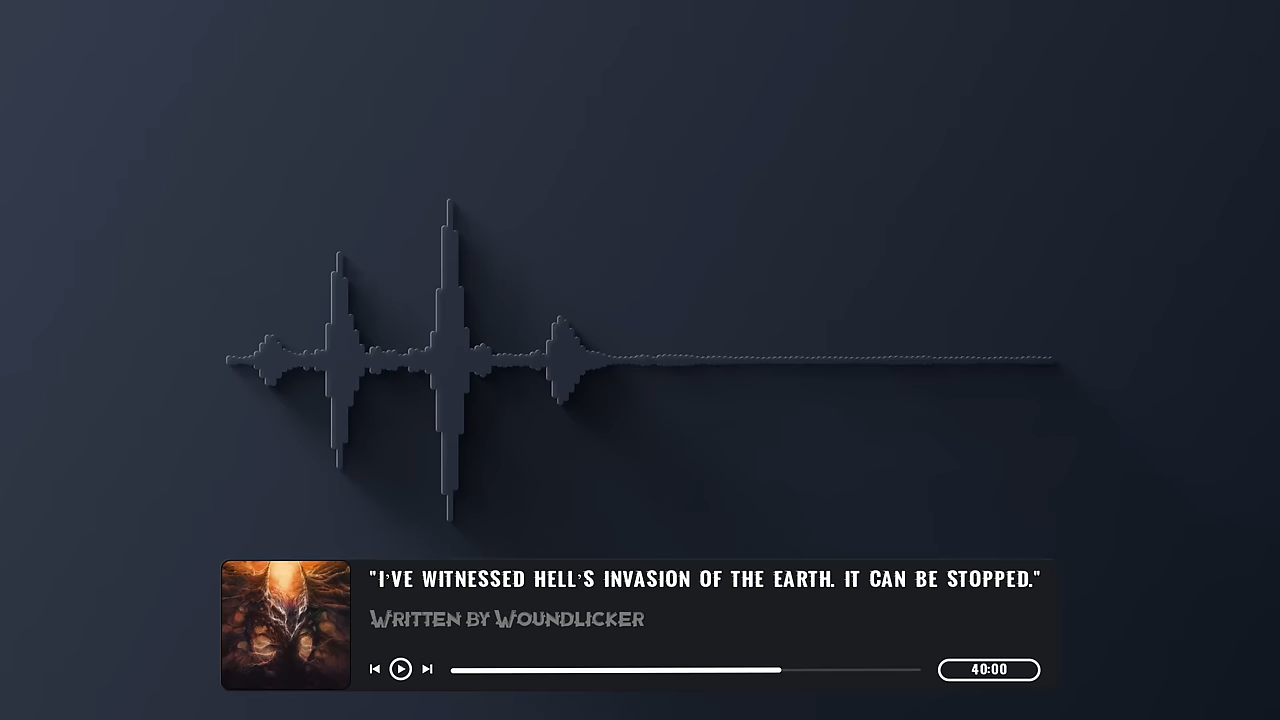 "I'VE WITNESSED HELL'S INVASION OF THE EARTH. IT CAN BE STOPPED."
WRITTEN BY WOUNDLICKER
40:00